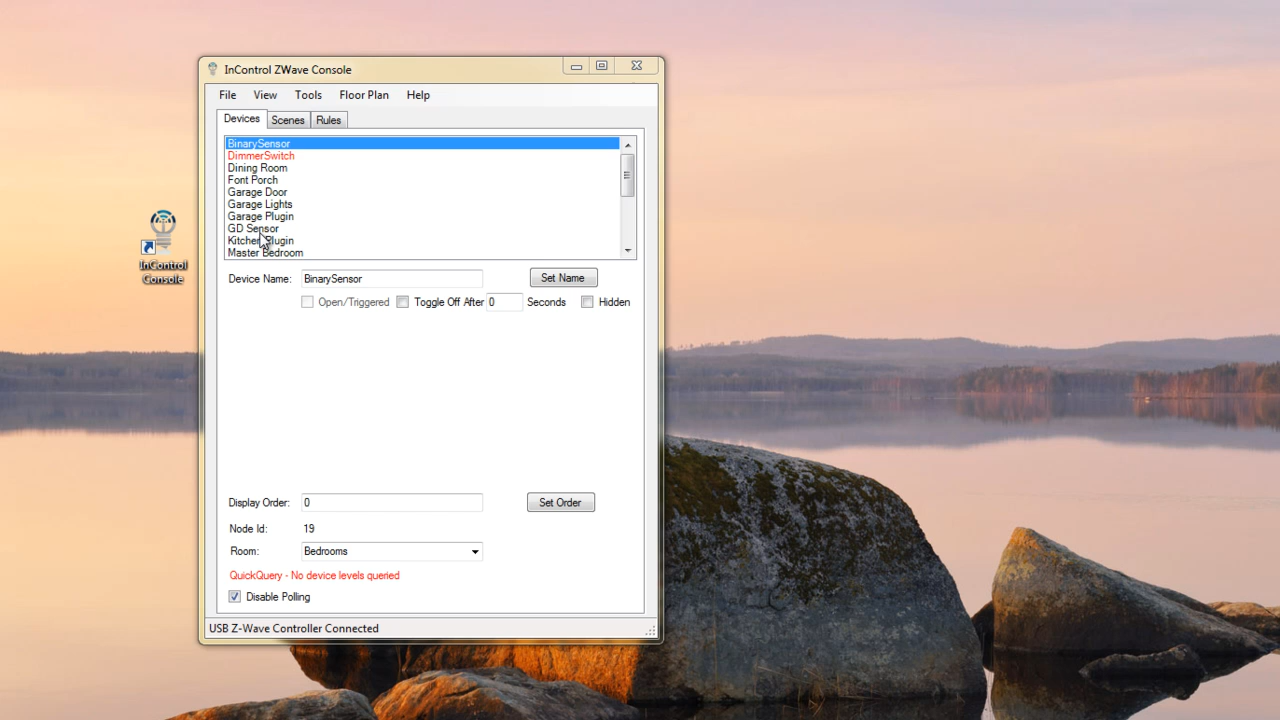 InControl ZWave Console
File View Tools Floor Plan Help
Devices Scenes Rules
BinarySensor
DimmerSwitch
Dining Room
Font Porch
Garage Door
Garage Lights
Garage Plugin
GD Sensor
Kitchen Plugin
Master Bedroom
InControl
Console
Device Name: BinarySensor Set Name
Open/Triggered Toggle Off After 0 Seconds Hidden
Display Order: 0 Set Order
Node Id: 19
Room: Bedrooms
QuickQuery - No device levels queried
Disable Polling
USB Z-Wave Controller Connected